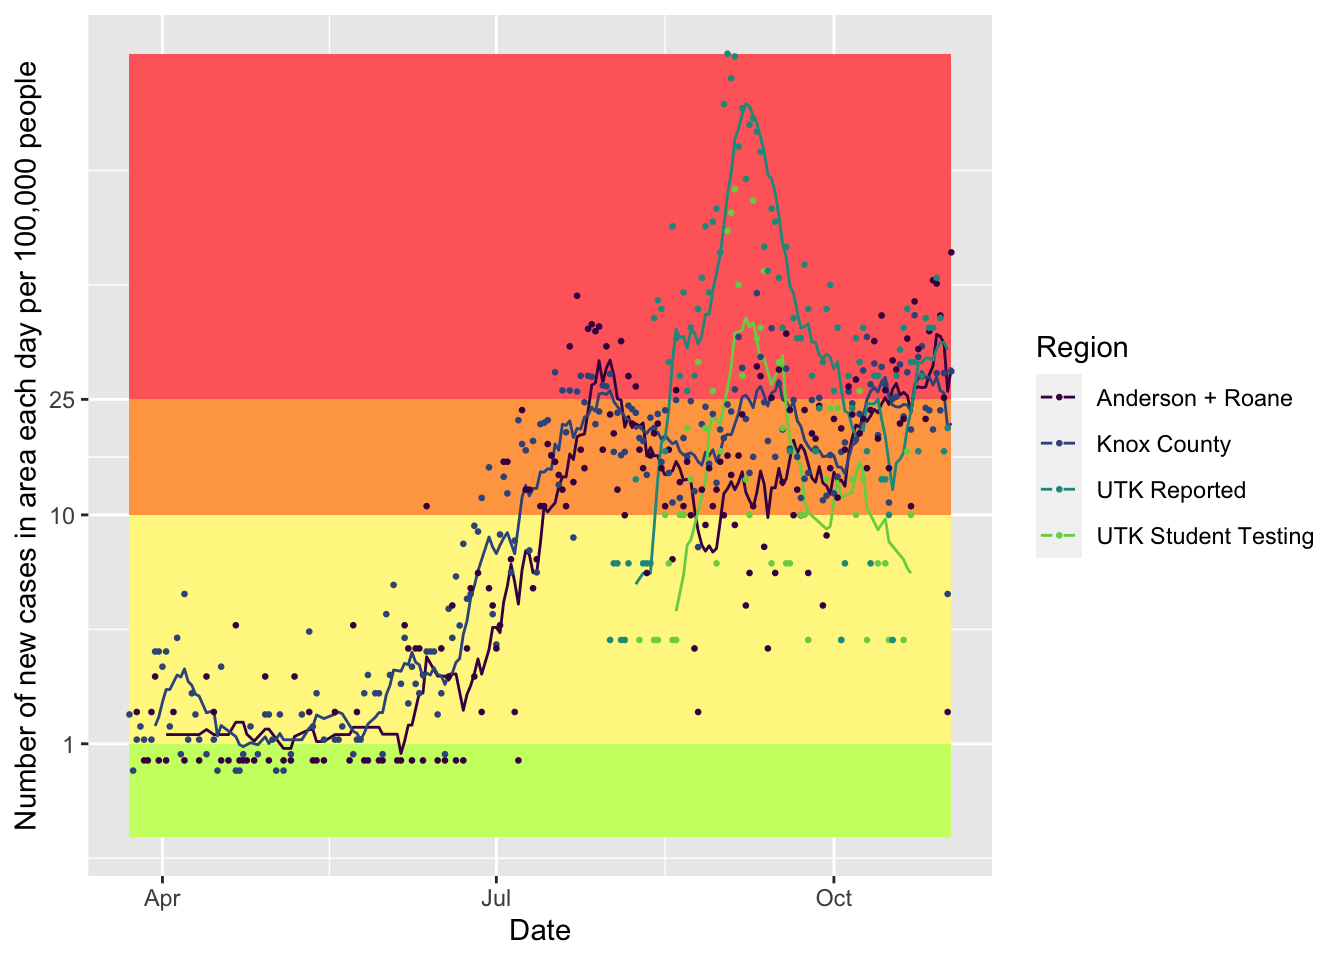 Number of new cases in area each day per 100,000 people
25
10
1
Apr
Jul
Oct
Date
Region
Anderson + Roane
Knox County
UTK Reported
UTK Student Testing